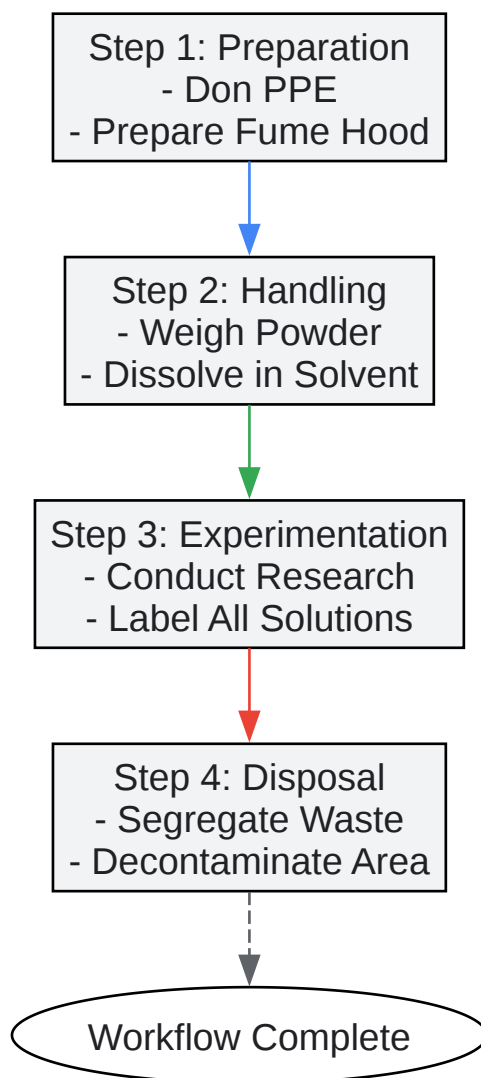 Step 1: Preparation
- Don PPE
- Prepare Fume Hood
Step 2: Handling
- Weigh Powder
- Dissolve in Solvent
Step 3: Experimentation
- Conduct Research
- Label All Solutions
Step 4: Disposal
- Segregate Waste
- Decontaminate Area
Workflow Complete